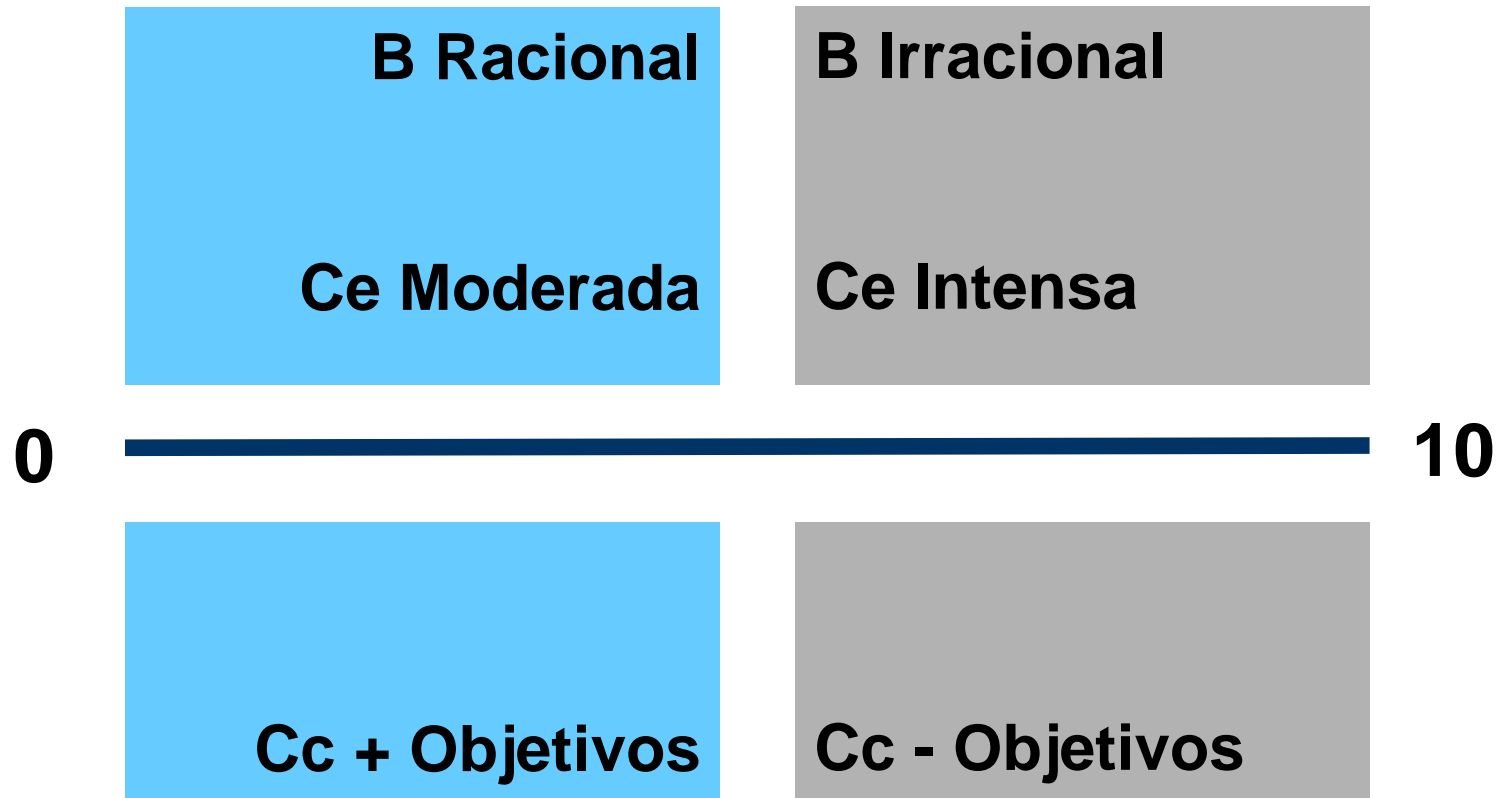 B Racional
B Irracional
Ce Moderada
Ce Intensa
0
10
Cc + Objetivos
Cc - Objetivos